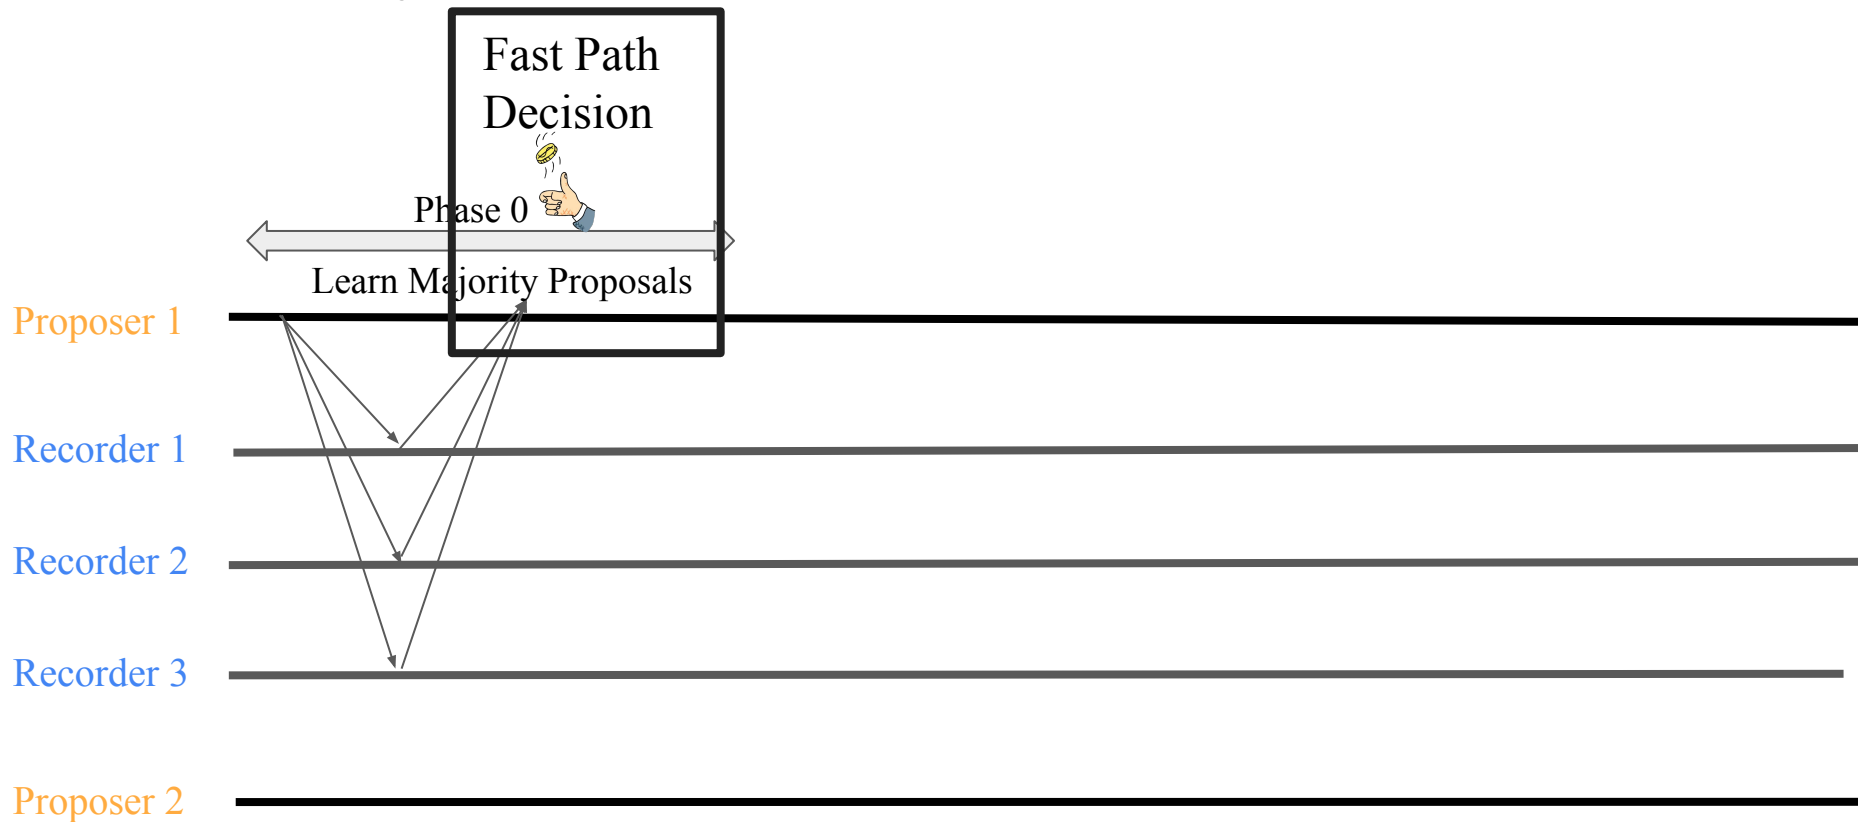 Fast Path
Decision
Phase 0
Learn Majority Proposals
Proposer 1
Recorder 1
Recorder 2
Recorder 3
Proposer 2